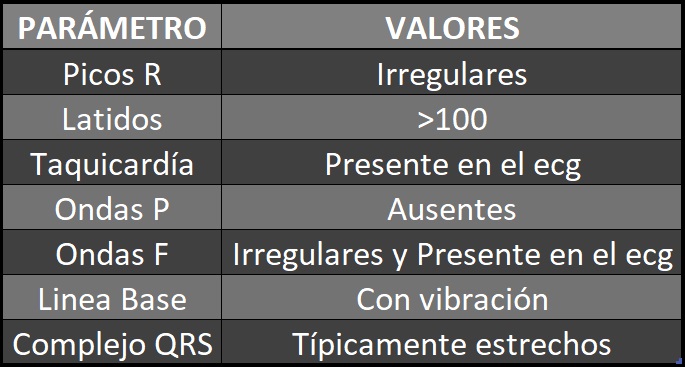 PARÁMETRO VALORES
Picos R Irregulares
Latidos >100
Taquicardía Presente en el ecg
Ondas P Ausentes
Ondas F Irregulares y Presente en el ecg
Linea Base Con vibración
Complejo QRS Típicamente estrechos